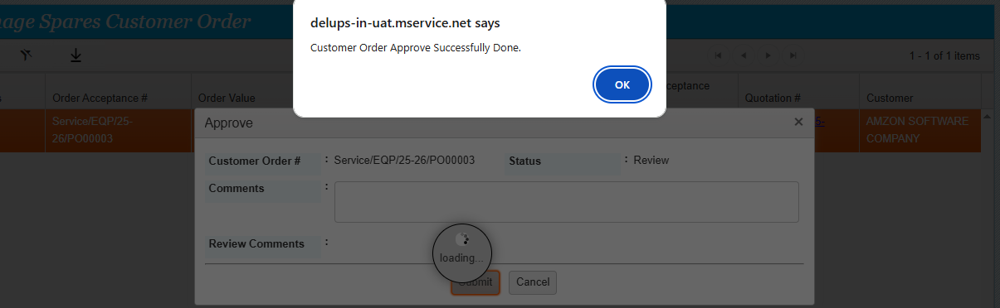 nage Spares Customer Order
delups-in-uat.mservice.net says
Customer Order Approve Successfully Done.
OK
1 - 1 of 1 items
s
Order Acceptance #
Order Value
cceptance
Quotation #
Customer
Service/EQP/25-
26/PO00003
5-
AMZON SOFTWARE
COMPANY
Approve
Customer Order # : Service/EQP/25-26/PO00003
Status : Review
Comments :
Review Comments :
loading...
Submit
Cancel